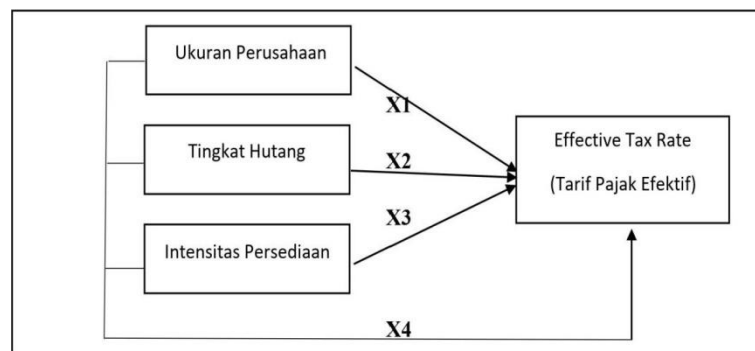 Ukuran Perusahaan
X1
Tingkat Hutang
X2
Effective Tax Rate
(Tarif Pajak Efektif)
X3
Intensitas Persediaan
X4